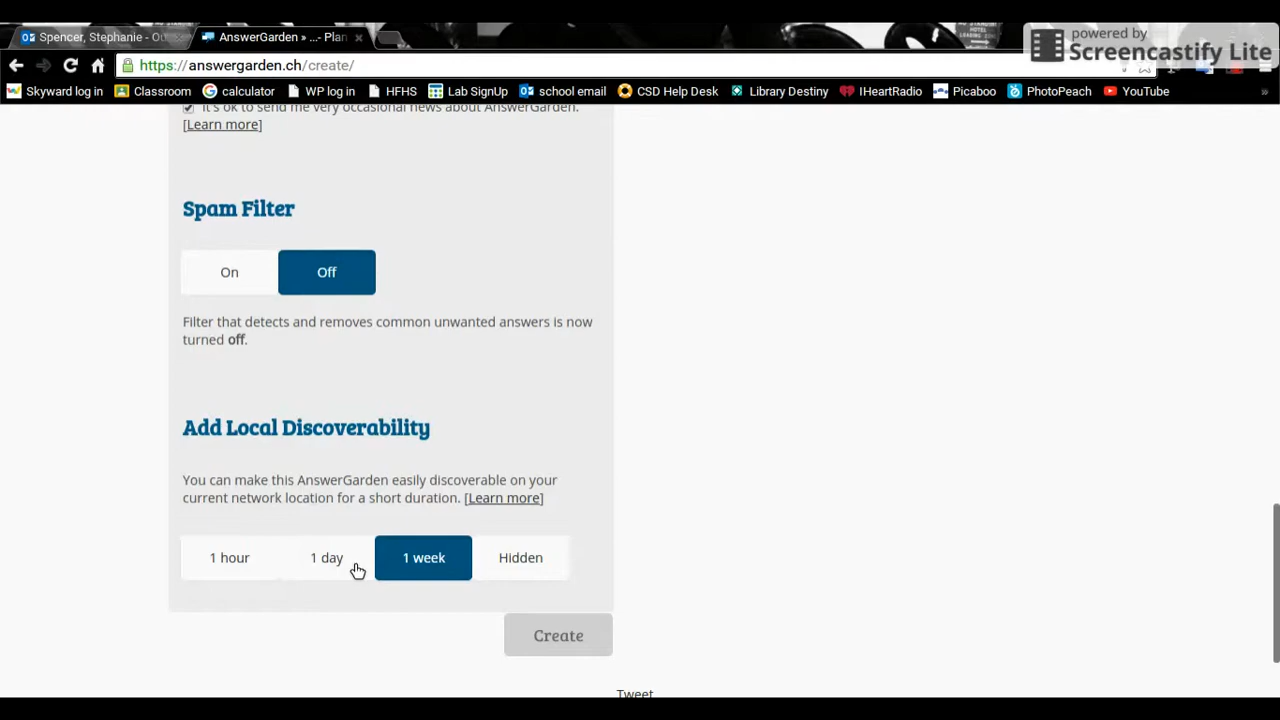 powered by
Screencastify Lite
Spencer, Stephanie - Ou
AnswerGarden » ...- Plan
https://answergarden.ch/create/
Skyward log in
Classroom
calculator
WP log in
HFHS
Lab SignUp
school email
CSD Help Desk
Library Destiny
IHeartRadio
Picaboo
PhotoPeach
YouTube
»
It's ok to send me very occasional news about AnswerGarden.
[Learn more]
Spam Filter
On
Off
Filter that detects and removes common unwanted answers is now
turned off.
Add Local Discoverability
You can make this AnswerGarden easily discoverable on your
current network location for a short duration. [Learn more]
1 hour
1 day
1 week
Hidden
Create
Tweet